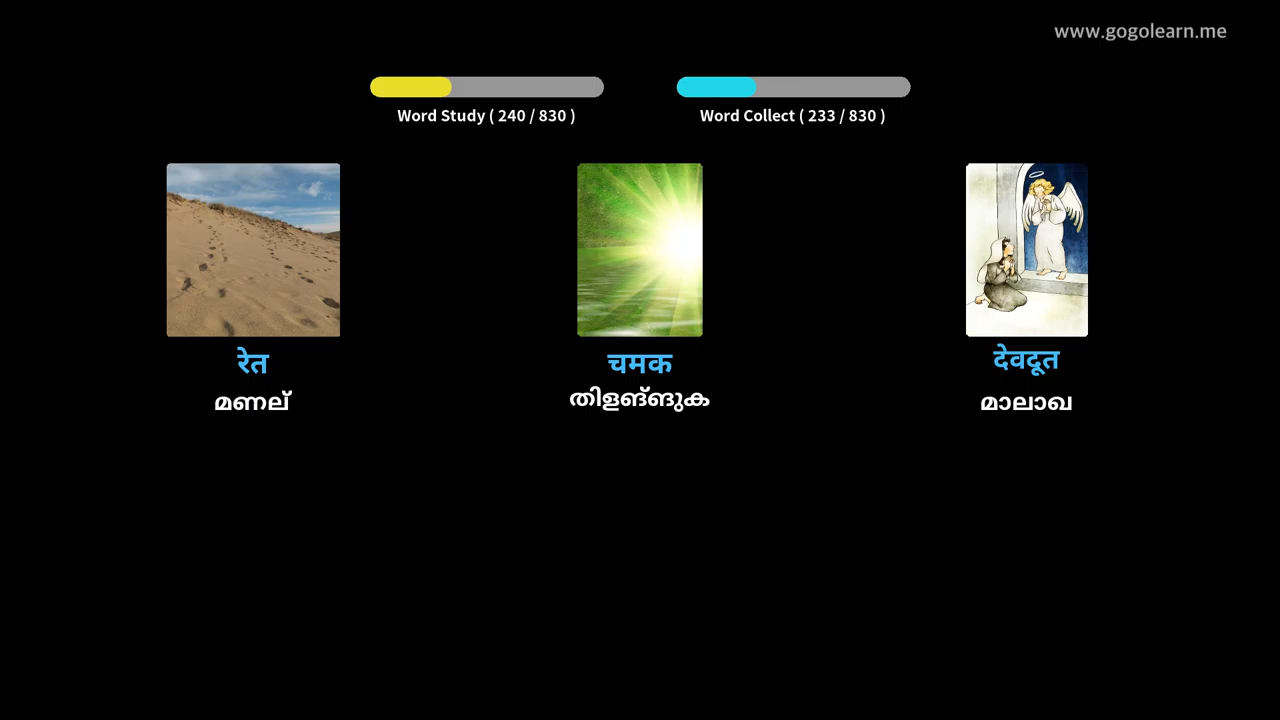 www.gogolearn.me
Word Study ( 240 / 830 )
Word Collect ( 233 / 830 )
रेत
चमक
देवदूत
മണല്
തിളങ്ങുക
മാലാഖ